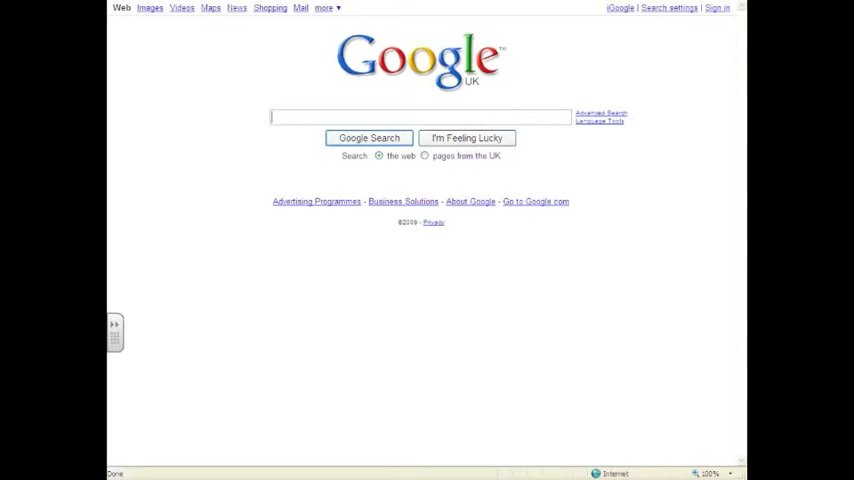 Web Images Videos Maps News Shopping Mail more ▼ iGoogle | Search settings | Sign in
Google™
UK
Advanced Search
Language Tools
Google Search I'm Feeling Lucky
Search: the web pages from the UK
Advertising Programmes - Business Solutions - About Google - Go to Google.com
©2009 - Privacy
Done Internet 100%